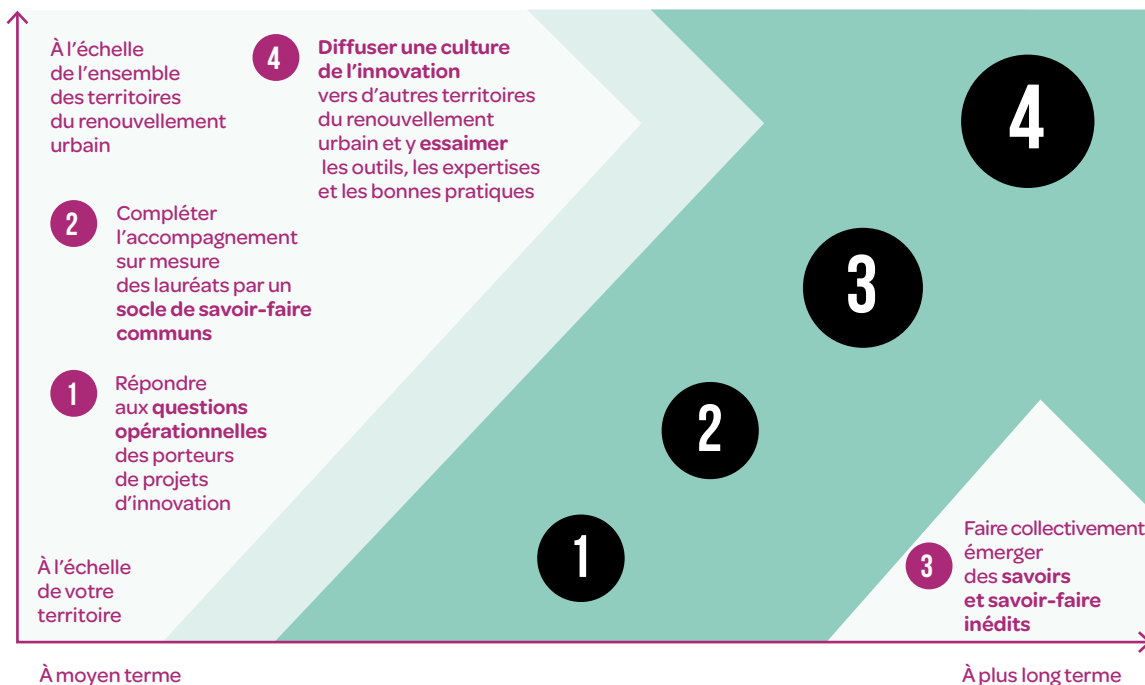 À l'échelle
de l'ensemble
des territoires
du renouvellement
urbain
4
Diffuser une culture
de l'innovation
vers d'autres territoires
du renouvellement
urbain et y essaimer
les outils, les expertises
et les bonnes pratiques
4
2
Compléter
l'accompagnement
sur mesure
des lauréats par un
socle de savoir-faire
communs
3
1
Répondre
aux questions
opérationnelles
des porteurs
de projets
d'innovation
2
1
À l'échelle
de votre
territoire
3
Faire collectivement
émerger
des savoirs
et savoir-faire
inédits
À moyen terme
À plus long terme